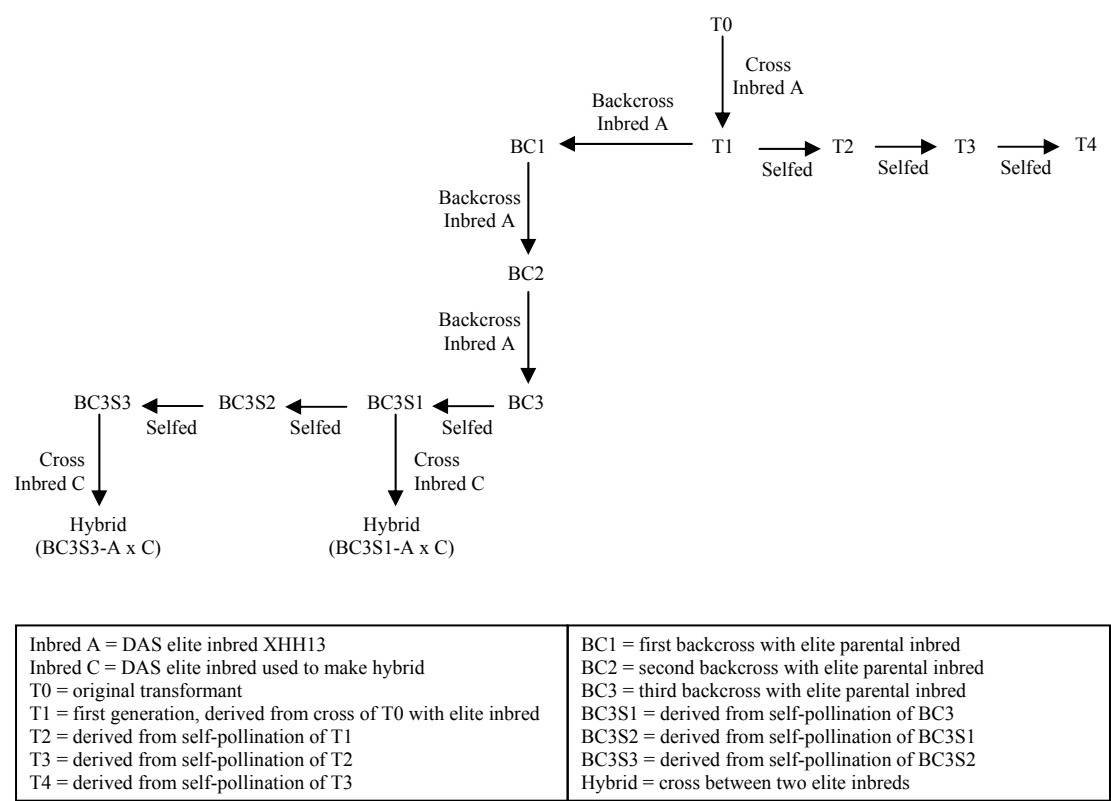 T0
Cross
Inbred A
Backcross
Inbred A
BC1
T1
T2
T3
T4
Selfed
Selfed
Selfed
Backcross
Inbred A
BC2
Backcross
Inbred A
BC3S3
BC3S2
BC3S1
BC3
Selfed
Selfed
Selfed
Cross
Inbred C
Cross
Inbred C
Hybrid
(BC3S3-A x C)
Hybrid
(BC3S1-A x C)
Inbred A = DAS elite inbred XHH13
Inbred C = DAS elite inbred used to make hybrid
T0 = original transformant
T1 = first generation, derived from cross of T0 with elite inbred
T2 = derived from self-pollination of T1
T3 = derived from self-pollination of T2
T4 = derived from self-pollination of T3
BC1 = first backcross with elite parental inbred
BC2 = second backcross with elite parental inbred
BC3 = third backcross with elite parental inbred
BC3S1 = derived from self-pollination of BC3
BC3S2 = derived from self-pollination of BC3S1
BC3S3 = derived from self-pollination of BC3S2
Hybrid = cross between two elite inbreds